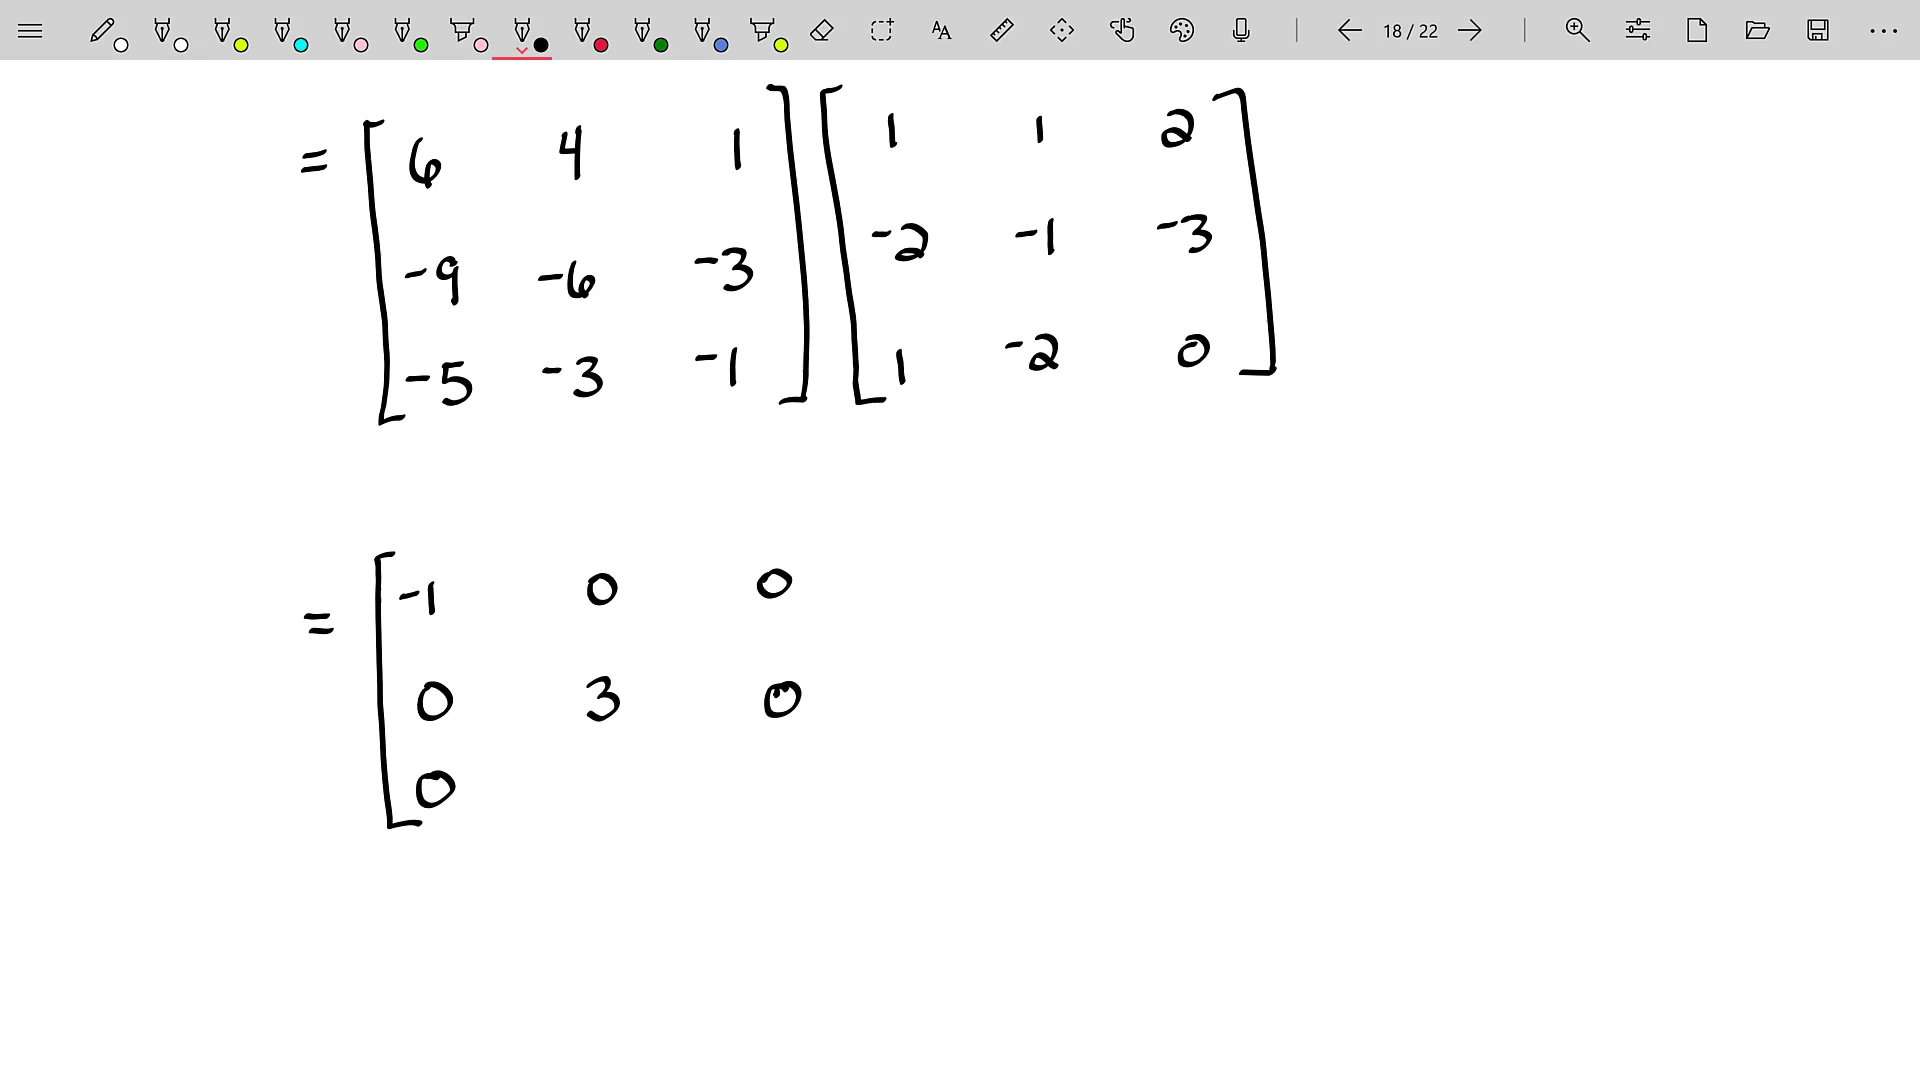 18 / 22
= [ 6 4 1 ] [ 1 1 2 ]
[ -9 -6 -3 ] [ -2 -1 -3 ]
[ -5 -3 -1 ] [ 1 -2 0 ]
= [ -1 0 0
[ 0 3 0
[ 0